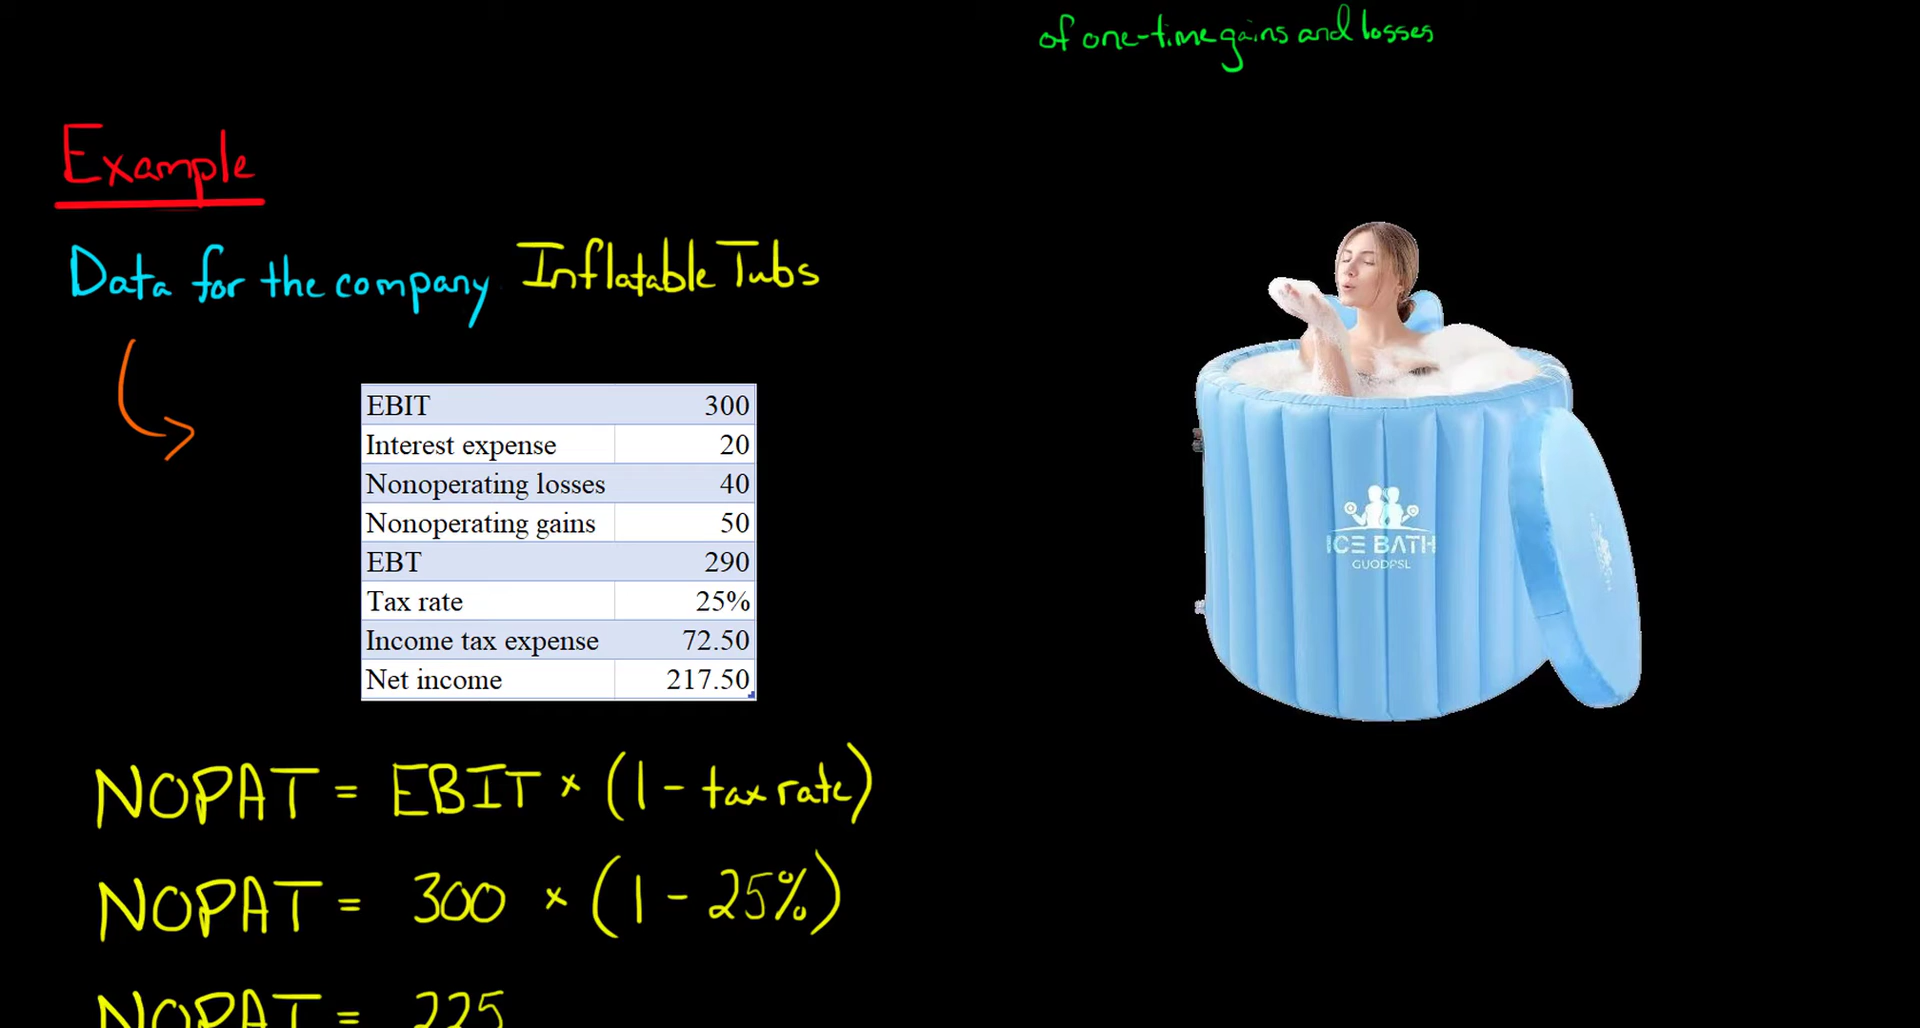 of one-time gains and losses
Example
Data for the company Inflatable Tubs
EBIT 300
Interest expense 20
Nonoperating losses 40
Nonoperating gains 50
EBT 290
Tax rate 25%
Income tax expense 72.50
Net income 217.50
ICE BATH
GUODPSL
NOPAT = EBIT × (1 - tax rate)
NOPAT = 300 × (1 - 25%)
NOPAT = 225